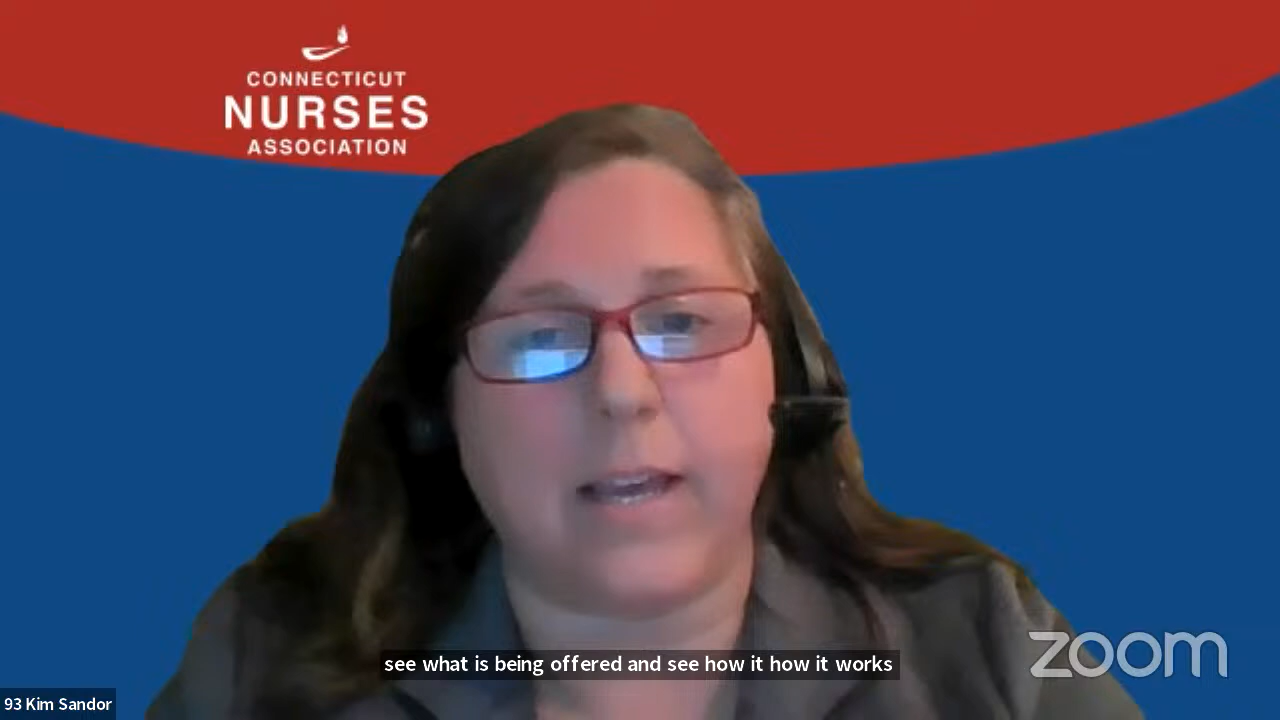 CONNECTICUT
NURSES
ASSOCIATION
see what is being offered and see how it how it works
zoom
93 Kim Sandor